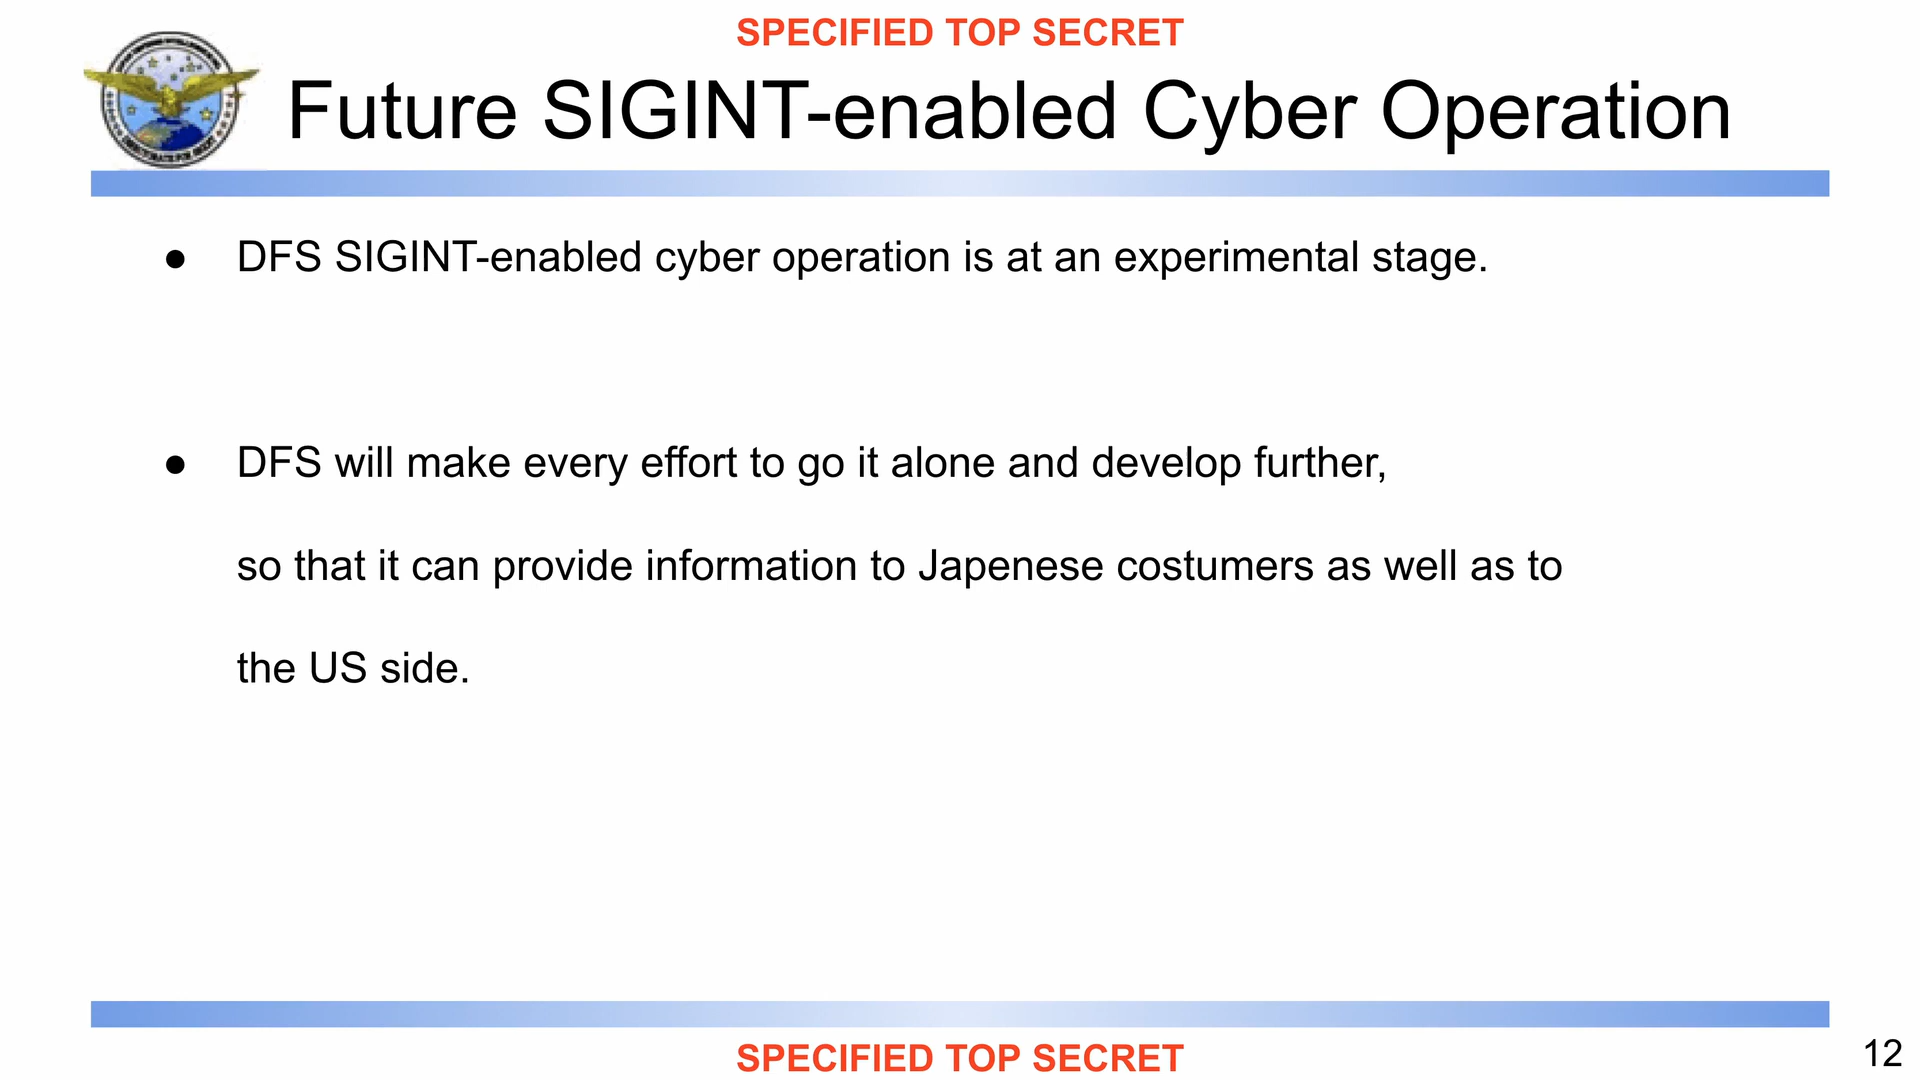 SPECIFIED TOP SECRET
Future SIGINT-enabled Cyber Operation
● DFS SIGINT-enabled cyber operation is at an experimental stage.
● DFS will make every effort to go it alone and develop further,
so that it can provide information to Japenese costumers as well as to
the US side.
SPECIFIED TOP SECRET
12